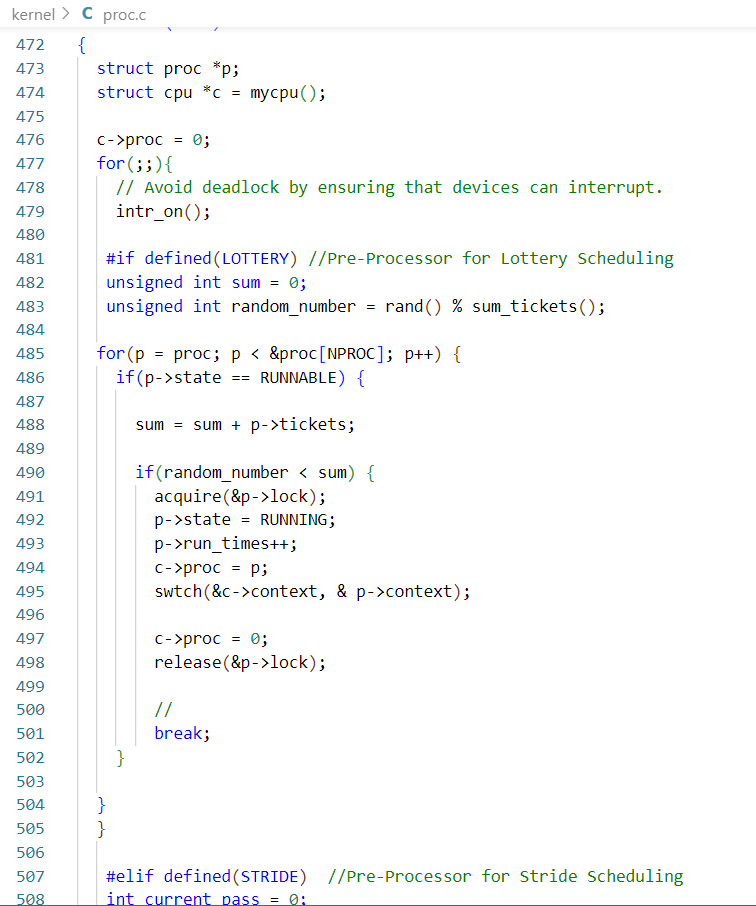 kernel > C proc.c
472 {
473 struct proc *p;
474 struct cpu *c = mycpu();
475
476 c->proc = 0;
477 for(;;){
478 // Avoid deadlock by ensuring that devices can interrupt.
479 intr_on();
480
481 #if defined(LOTTERY) //Pre-Processor for Lottery Scheduling
482 unsigned int sum = 0;
483 unsigned int random_number = rand() % sum_tickets();
484
485 for(p = proc; p < &proc[NPROC]; p++) {
486 if(p->state == RUNNABLE) {
487
488 sum = sum + p->tickets;
489
490 if(random_number < sum) {
491 acquire(&p->lock);
492 p->state = RUNNING;
493 p->run_times++;
494 c->proc = p;
495 swtch(&c->context, & p->context);
496
497 c->proc = 0;
498 release(&p->lock);
499
500 //
501 break;
502 }
503
504 }
505 }
506
507 #elif defined(STRIDE) //Pre-Processor for Stride Scheduling
508 int current_pass = 0;